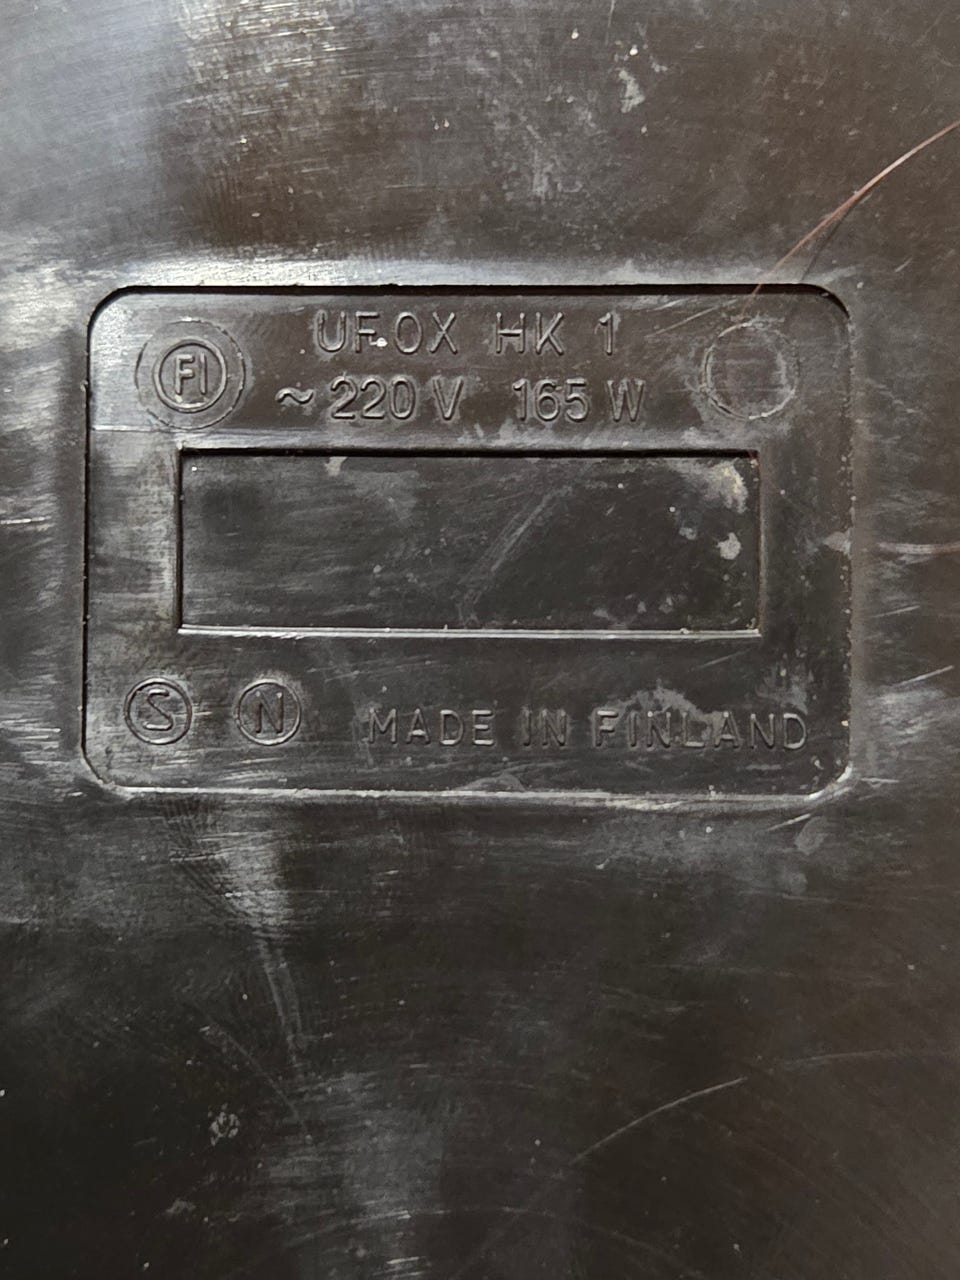 FI
UFOX HK 1
~ 220 V 165 W
S N MADE IN FINLAND